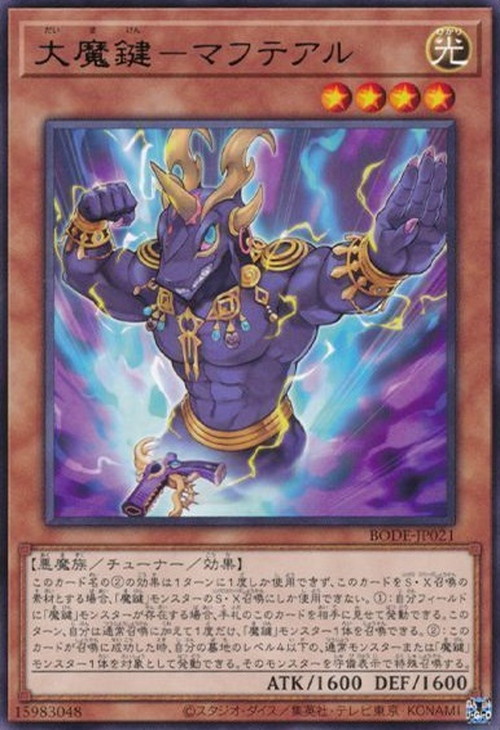 だい ま けん
大魔鍵－マフテアル
ひかり
光
BODE-JP021
【悪魔族／チューナー／効果】
このカード名の②の効果は１ターンに１度しか使用できず、このカードをＳ・Ｘ召喚の
素材とする場合、「魔鍵」モンスターのＳ・Ｘ召喚にしか使用できない。①：自分フィールド
に「魔鍵」モンスターが存在する場合、手札のこのカードを相手に見せて発動できる。この
ターン、自分は通常召喚に加えて１度だけ、「魔鍵」モンスター１体を召喚できる。②：この
カードが召喚に成功した時、自分の墓地のレベル４以下の、通常モンスターまたは「魔鍵」
モンスター１体を対象として発動できる。そのモンスターを守備表示で特殊召喚する。
ATK/1600 DEF/1600
15983048 ©スタジオ・ダイス／集英社・テレビ東京・KONAMI